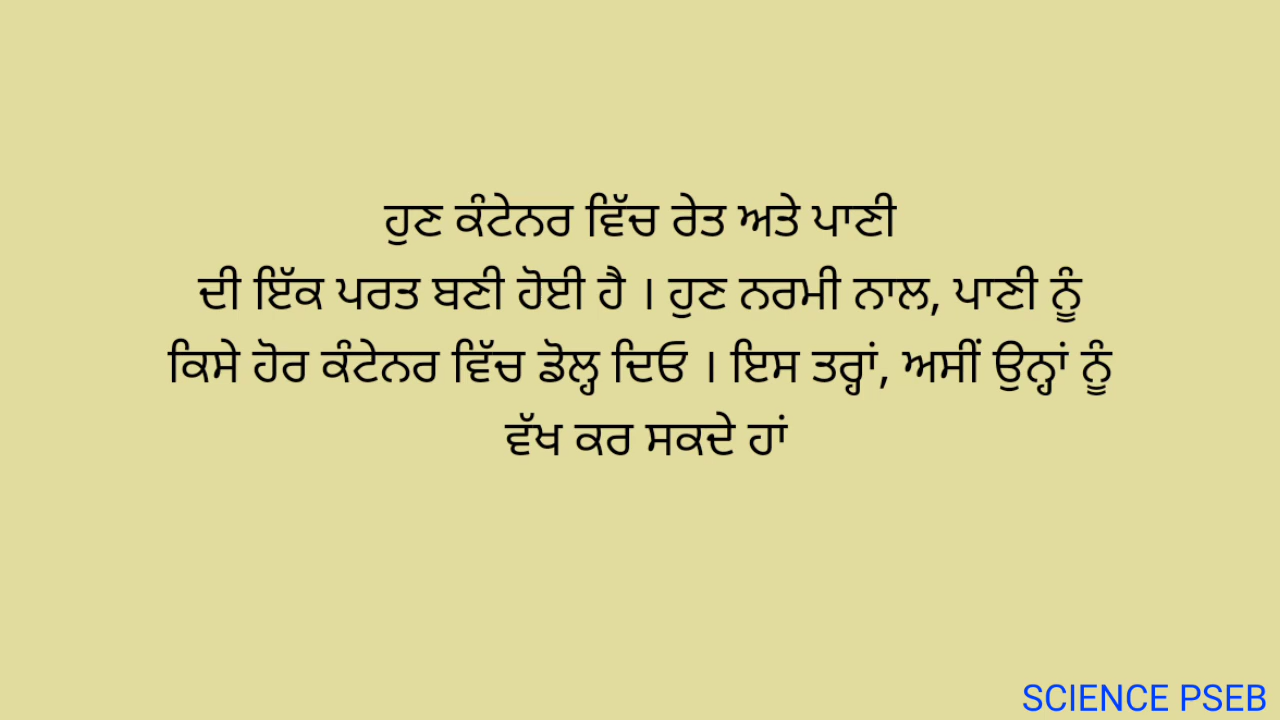 ਹੁਣ ਕੰਟੇਨਰ ਵਿੱਚ ਰੇਤ ਅਤੇ ਪਾਣੀ
ਦੀ ਇੱਕ ਪਰਤ ਬਣੀ ਹੋਈ ਹੈ । ਹੁਣ ਨਰਮੀ ਨਾਲ, ਪਾਣੀ ਨੂੰ
ਕਿਸੇ ਹੋਰ ਕੰਟੇਨਰ ਵਿੱਚ ਡੋਲ੍ਹ ਦਿਓ । ਇਸ ਤਰ੍ਹਾਂ, ਅਸੀਂ ਉਨ੍ਹਾਂ ਨੂੰ
ਵੱਖ ਕਰ ਸਕਦੇ ਹਾਂ
SCIENCE PSEB